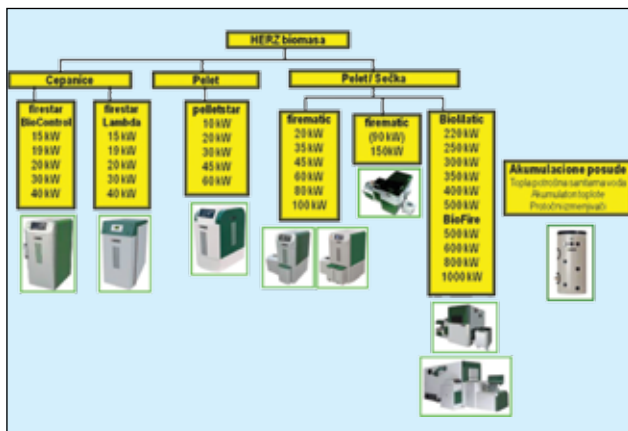 HERZ biomasa
Cepanice
Pelet
Pelet/Sečka
firestar
BioControl
15 kW
19 kW
20 kW
30 kW
40 kW
firestar
Lambda
15 kW
19 kW
20 kW
30 kW
40 kW
pelletstar
10 kW
20 kW
30 kW
45 kW
60 kW
firematic
20 kW
35 kW
45 kW
60 kW
80 kW
100 kW
firematic
(90 kW)
150 kW
BioMatic
220 kW
250 kW
300 kW
350 kW
400 kW
500 kW
BioFire
500 kW
600 kW
800 kW
1000 kW
Akumulacione posude
Topla potrošna sanitarna voda
Akumulatori toplote
Protočni izmenjivači